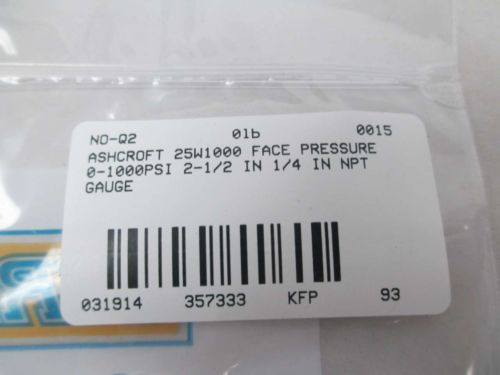 NO-Q2 01b 0015
ASHCROFT 25W1000 FACE PRESSURE
0-1000PSI 2-1/2 IN 1/4 IN NPT
GAUGE
031914 357333 KFP 93